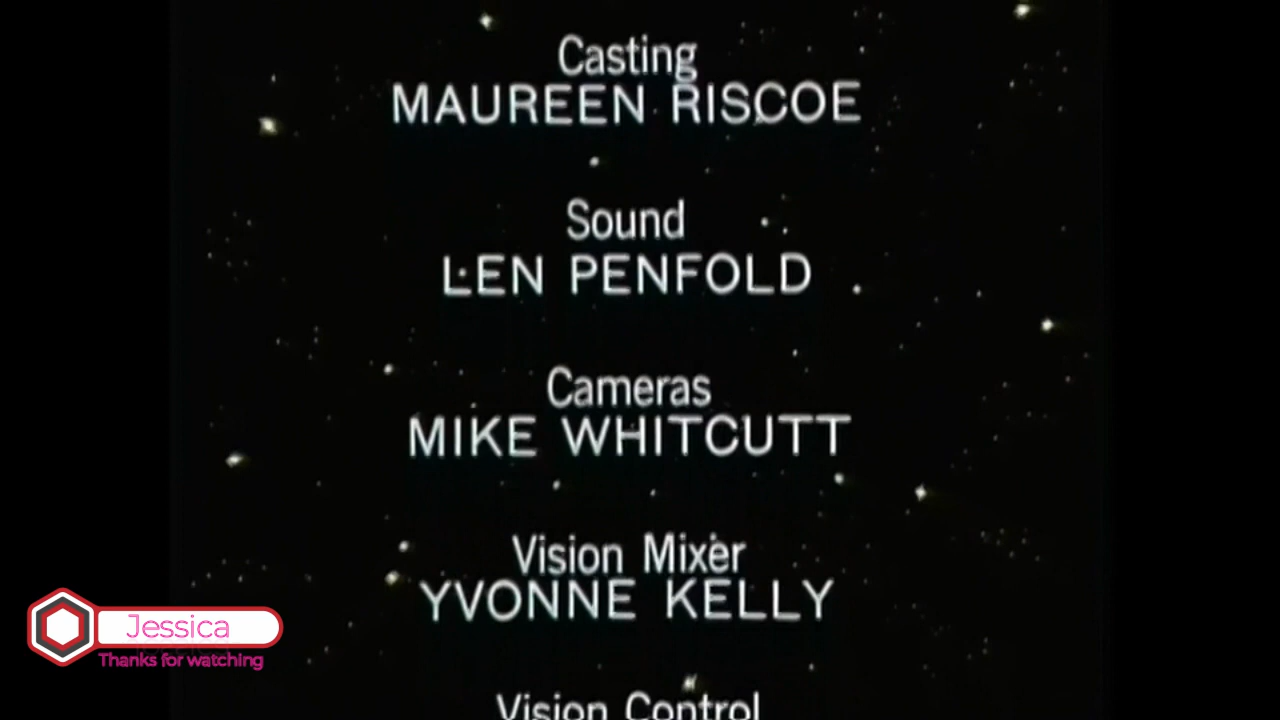 Casting
MAUREEN RISCOE
Sound
LEN PENFOLD
Cameras
MIKE WHITCUTT
Vision Mixer
YVONNE KELLY
Vision Control
Jessica
Thanks for watching